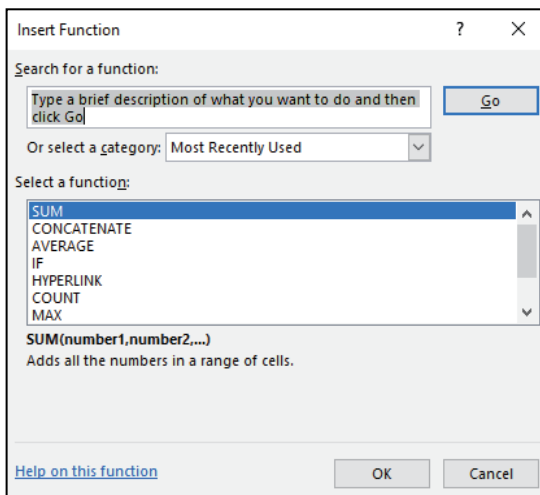 Insert Function ?
Search for a function:
Type a brief description of what you want to do and then
click Go
Go
Or select a category: Most Recently Used
Select a function:
SUM
CONCATENATE
AVERAGE
IF
HYPERLINK
COUNT
MAX
SUM(number1,number2,...)
Adds all the numbers in a range of cells.
Help on this function OK Cancel